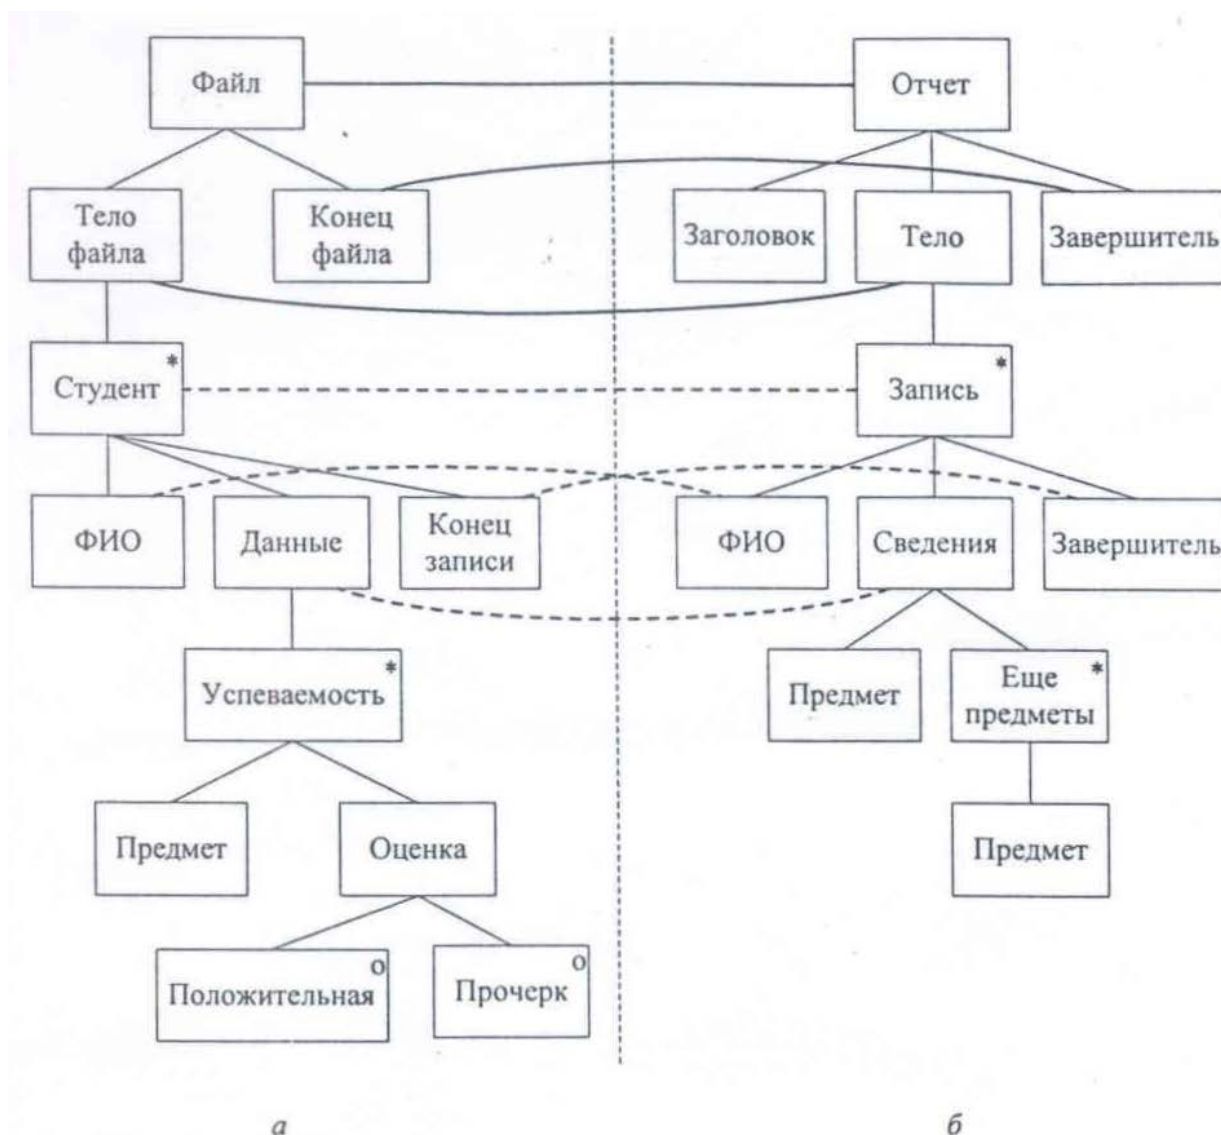 Файл
Отчет
Тело
файла
Конец
файла
Заголовок
Тело
Завершитель
Студент *
Запись *
ФИО
Данные
Конец
записи
ФИО
Сведения
Завершитель
Успеваемость *
Предмет
Еще *
предметы
Предмет
Оценка
Предмет
Положительная o
Прочерк o
а
б